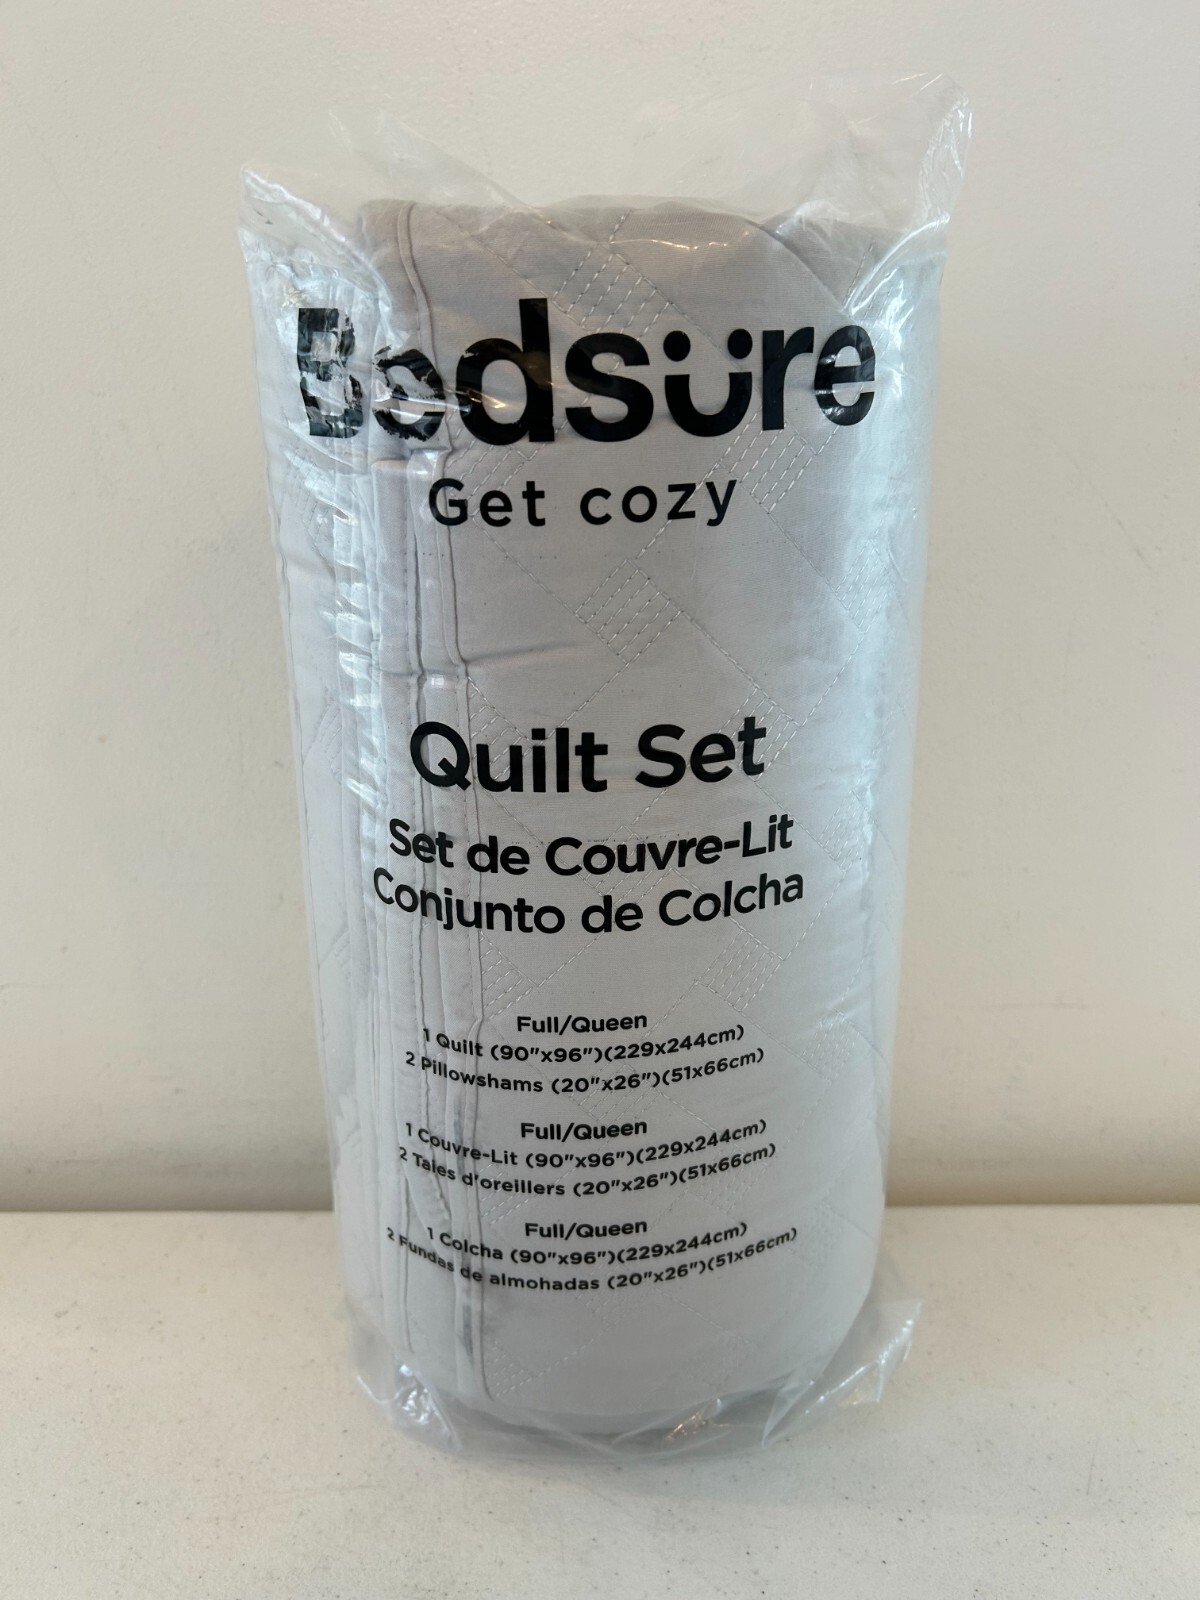 Bedsüre
Get cozy
Quilt Set
Set de Couvre-Lit
Conjunto de Colcha
Full/Queen
1 Quilt (90"x96")(229x244cm)
2 Pillowshams (20"x26")(51x66cm)
Full/Queen
1 Couvre-Lit (90"x96")(229x244cm)
2 Taies d'oreillers (20"x26")(51x66cm)
Full/Queen
1 Colcha (90"x96")(229x244cm)
2 Fundas de almohadas (20"x26")(51x66cm)